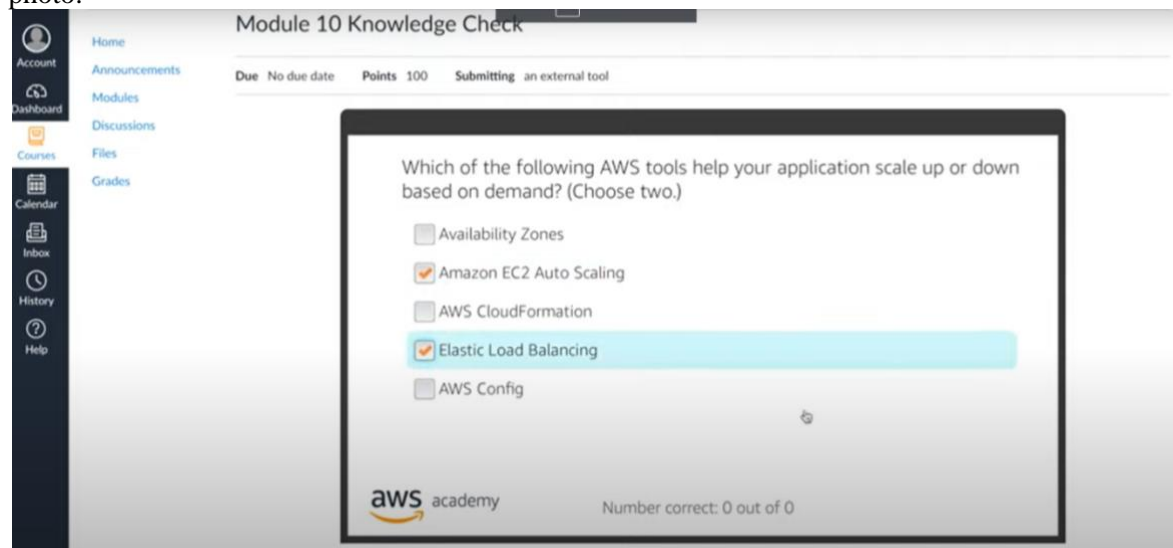 photo.
Module 10 Knowledge Check
Account
Dashboard
Courses
Calendar
Inbox
History
Help
Home
Announcements
Modules
Discussions
Files
Grades
Due No due date Points 100 Submitting an external tool
Which of the following AWS tools help your application scale up or down
based on demand? (Choose two.)
Availability Zones
Amazon EC2 Auto Scaling
AWS CloudFormation
Elastic Load Balancing
AWS Config
aws academy
Number correct: 0 out of 0